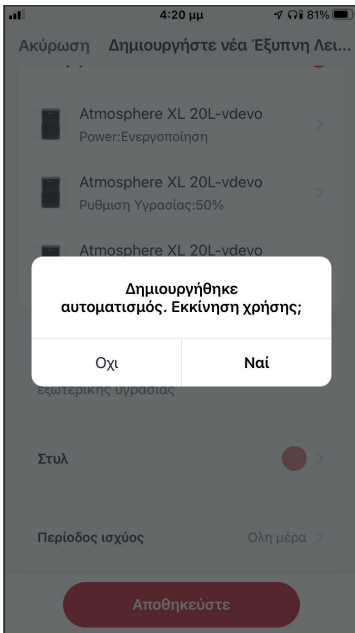 4:20 μμ
81%
Ακύρωση Δημιουργήστε νέα Έξυπνη Λει...
Atmosphere XL 20L-vdevo
Power:Ενεργοποίηση
Atmosphere XL 20L-vdevo
Ρυθμιση Υγρασίας:50%
Atmosphere XL 20L-vdevo
Δημιουργήθηκε
αυτοματισμός. Εκκίνηση χρήσης;
Οχι Ναί
εξωτερικής υγρασίας
Στυλ
Περίοδος ισχύος Ολη μέρα
Αποθηκεύστε